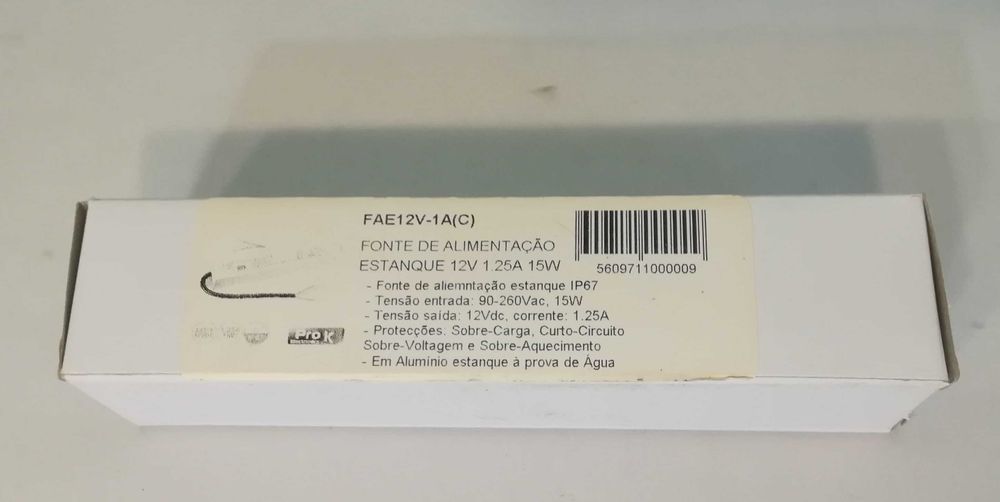 FAE12V-1A(C)
FONTE DE ALIMENTAÇÃO
ESTANQUE 12V 1.25A 15W
5609711000009
- Fonte de aliemntação estanque IP67
- Tensão entrada: 90-260Vac, 15W
- Tensão saída: 12Vdc, corrente: 1.25A
- Protecções: Sobre-Carga, Curto-Circuito
Sobre-Voltagem e Sobre-Aquecimento
- Em Alumínio estanque à prova de Água
Pro K